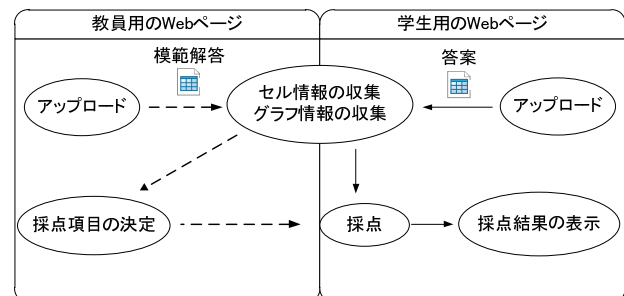 教員用のWebページ
学生用のWebページ
模範解答
答案
アップロード
セル情報の収集
グラフ情報の収集
アップロード
採点項目の決定
採点
採点結果の表示